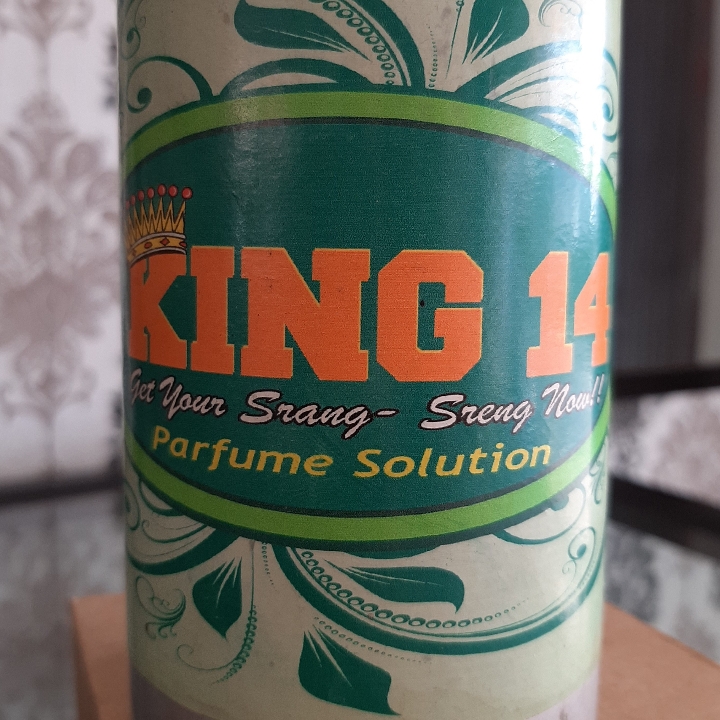 KING 14
Get Your Srang- Sreng Now!!
Parfume Solution